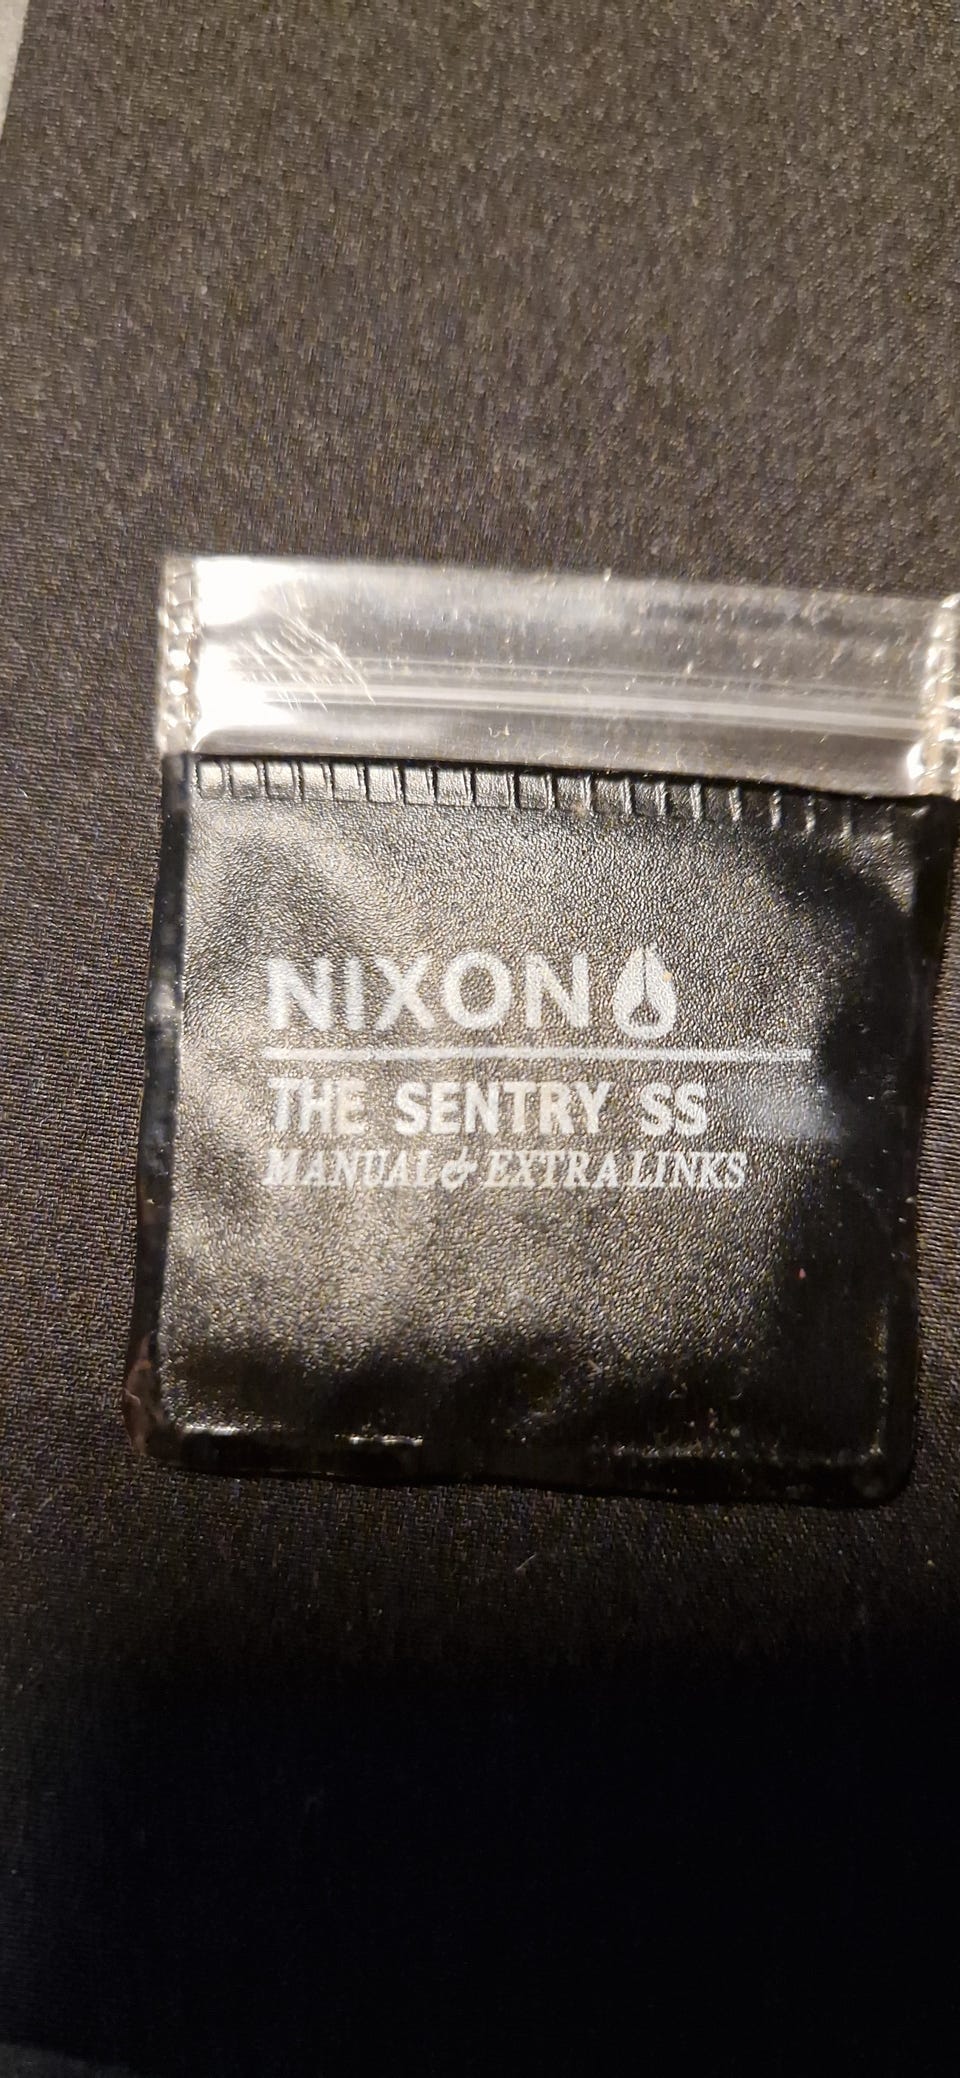 NIXON
THE SENTRY SS
MANUAL & EXTRA LINKS